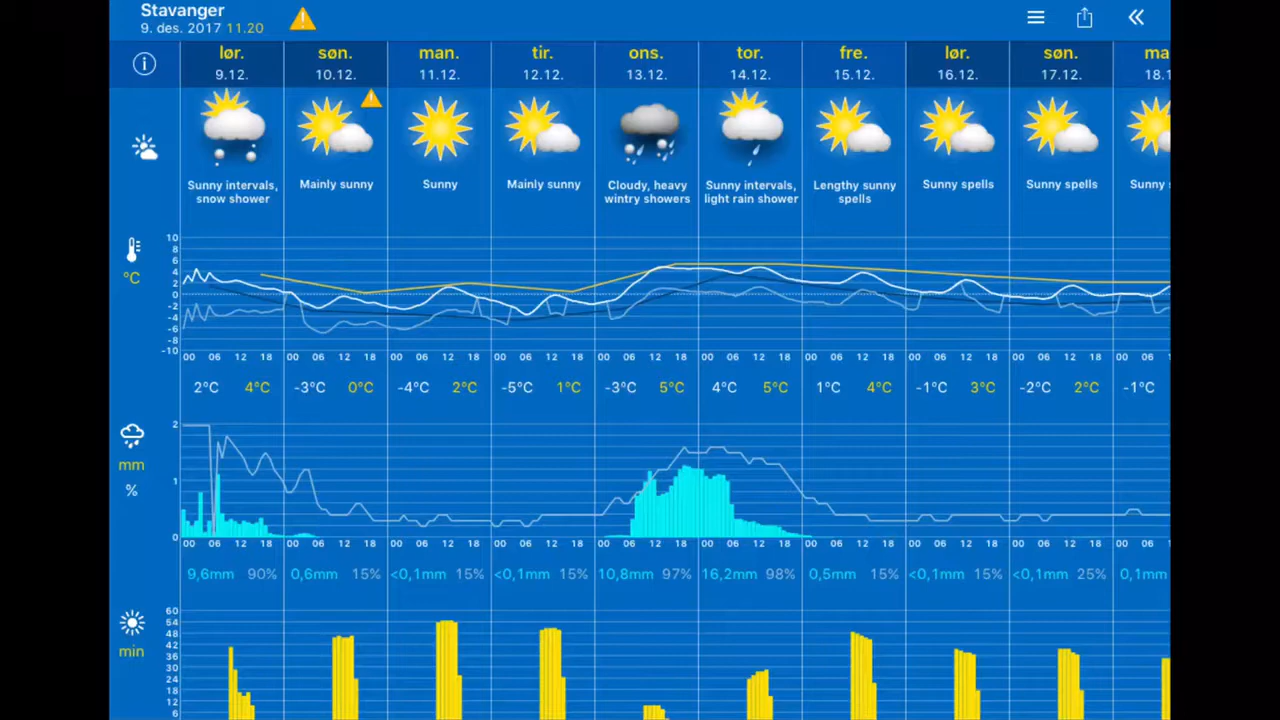 Stavanger
9. des. 2017 11.20
lør. søn. man. tir. ons. tor. fre. lør. søn. ma
9.12. 10.12. 11.12. 12.12. 13.12. 14.12. 15.12. 16.12. 17.12. 18.1
Sunny intervals, snow shower
Mainly sunny
Sunny
Mainly sunny
Cloudy, heavy wintry showers
Sunny intervals, light rain shower
Lengthy sunny spells
Sunny spells
Sunny spells
Sunny
°C
10
8
6
4
2
0
-2
-4
-6
-8
-10
00 06 12 18 00 06 12 18 00 06 12 18 00 06 12 18 00 06 12 18 00 06 12 18 00 06 12 18 00 06 12 18 00 06 12 18 00 06 1
2°C 4°C -3°C 0°C -4°C 2°C -5°C 1°C -3°C 5°C 4°C 5°C 1°C 4°C -1°C 3°C -2°C 2°C -1°C
mm
%
2
1
0
00 06 12 18 00 06 12 18 00 06 12 18 00 06 12 18 00 06 12 18 00 06 12 18 00 06 12 18 00 06 12 18 00 06 12 18 00 06 1
9,6mm 90% 0,6mm 15% <0,1mm 15% <0,1mm 15% 10,8mm 97% 16,2mm 98% 0,5mm 15% <0,1mm 15% <0,1mm 25% 0,1mm
min
60
54
48
42
36
30
24
18
12
6